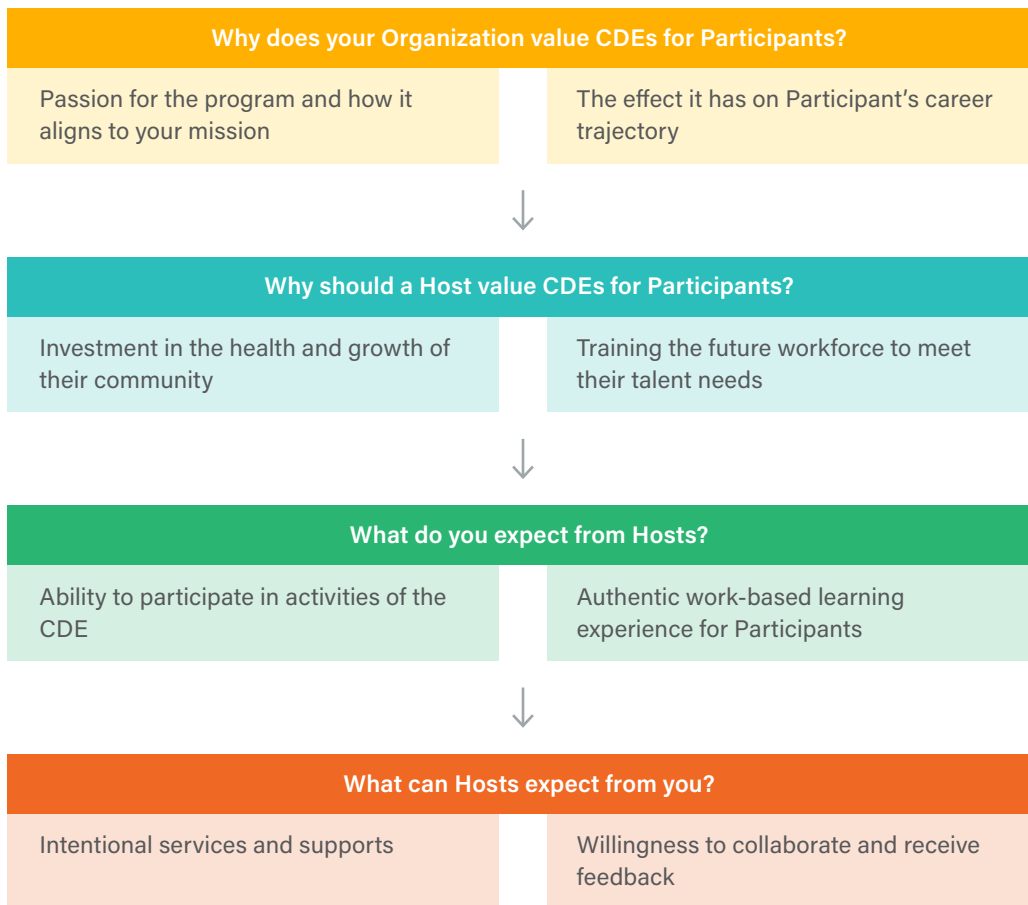 Why does your Organization value CDEs for Participants?
Passion for the program and how it
aligns to your mission
The effect it has on Participant’s career
trajectory
Why should a Host value CDEs for Participants?
Investment in the health and growth of
their community
Training the future workforce to meet
their talent needs
What do you expect from Hosts?
Ability to participate in activities of the
CDE
Authentic work-based learning
experience for Participants
What can Hosts expect from you?
Intentional services and supports
Willingness to collaborate and receive
feedback